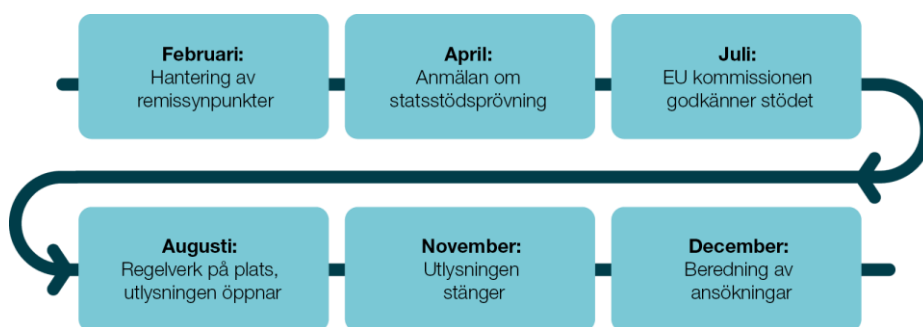 Februari:
Hantering av
remissynpunkter
April:
Anmälan om
statsstödsprövning
Juli:
EU kommissionen
godkänner stödet
Augusti:
Regelverk på plats,
utlysningen öppnar
November:
Utlysningen
stänger
December:
Beredning av
ansökningar